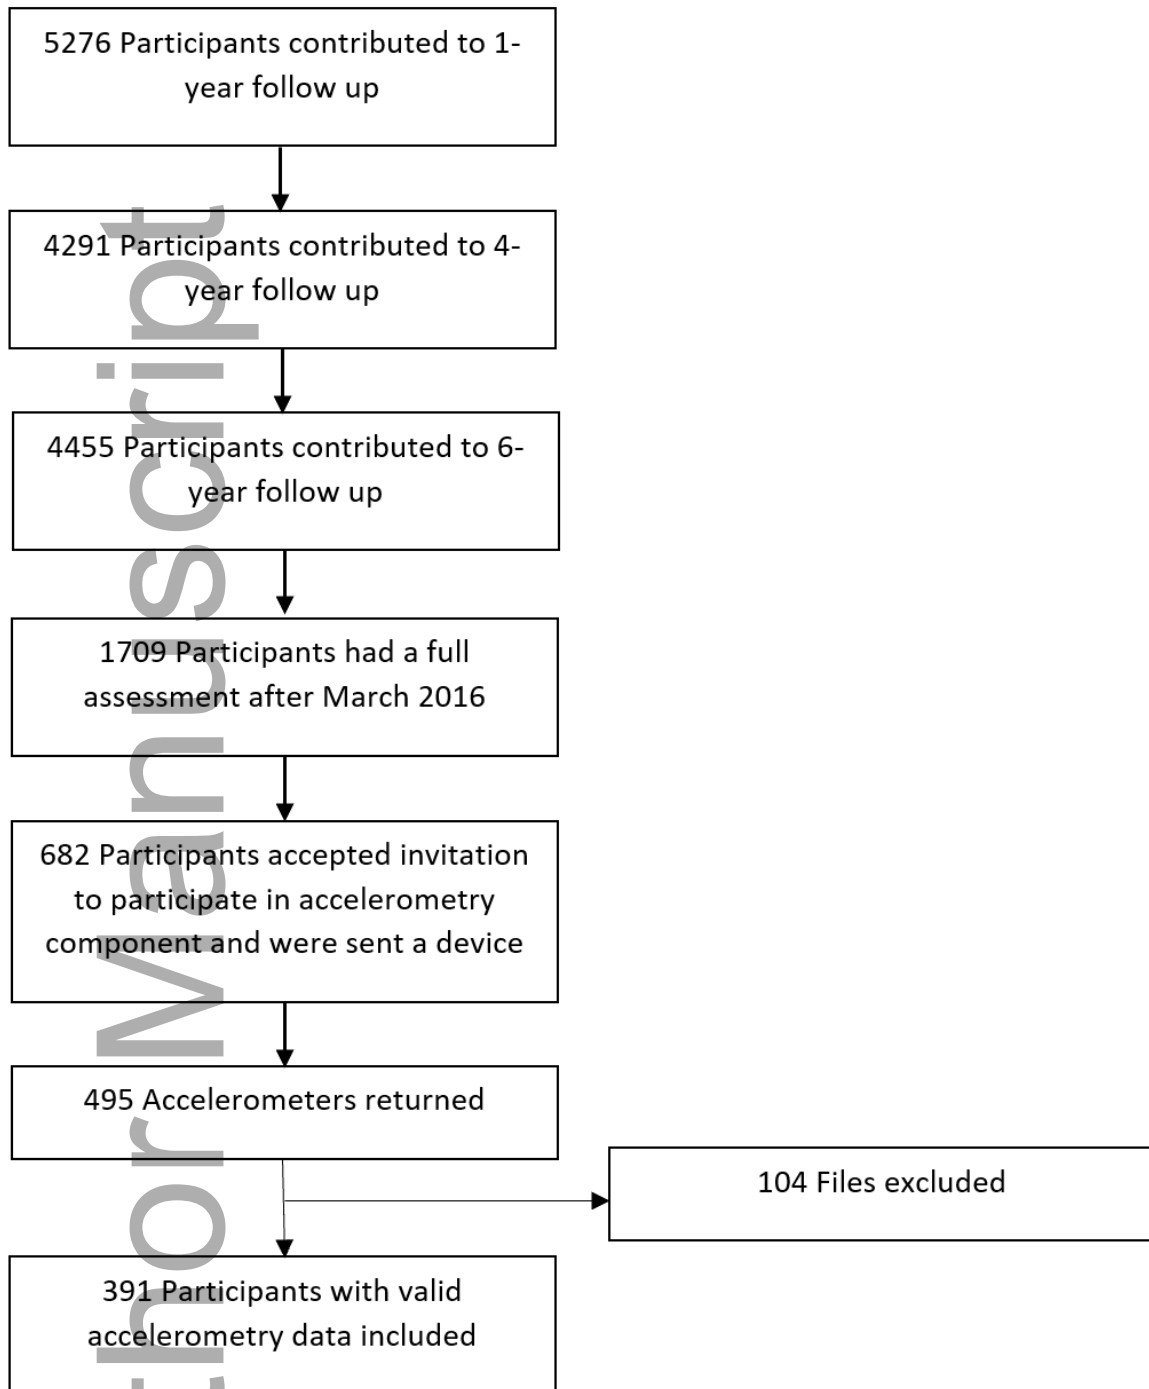 5276 Participants contributed to 1-
year follow up
4291 Participants contributed to 4-
year follow up
4455 Participants contributed to 6-
year follow up
1709 Participants had a full
assessment after March 2016
682 Participants accepted invitation
to participate in accelerometry
component and were sent a device
495 Accelerometers returned
104 Files excluded
391 Participants with valid
accelerometry data included
hor Manuscript